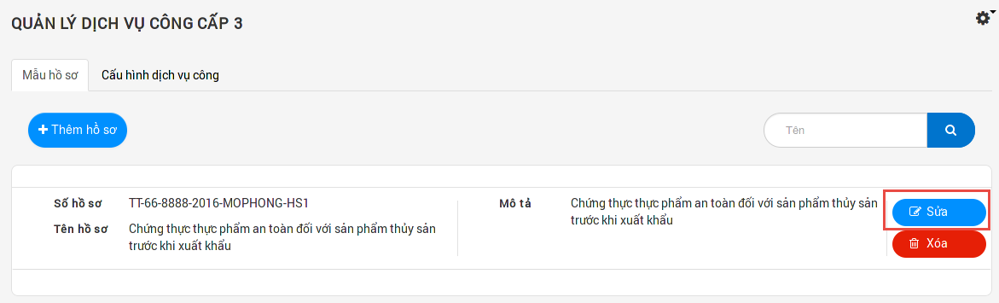 QUẢN LÝ DỊCH VỤ CÔNG CẤP 3
Mẫu hồ sơ
Cấu hình dịch vụ công
Thêm hồ sơ
Tên
Số hồ sơ
TT-66-8888-2016-MOPHONG-HS1
Tên hồ sơ
Chứng thực thực phẩm an toàn đối với sản phẩm thủy sản
trước khi xuất khẩu
Mô tả
Chứng thực thực phẩm an toàn đối với sản phẩm thủy sản
trước khi xuất khẩu
Sửa
Xóa